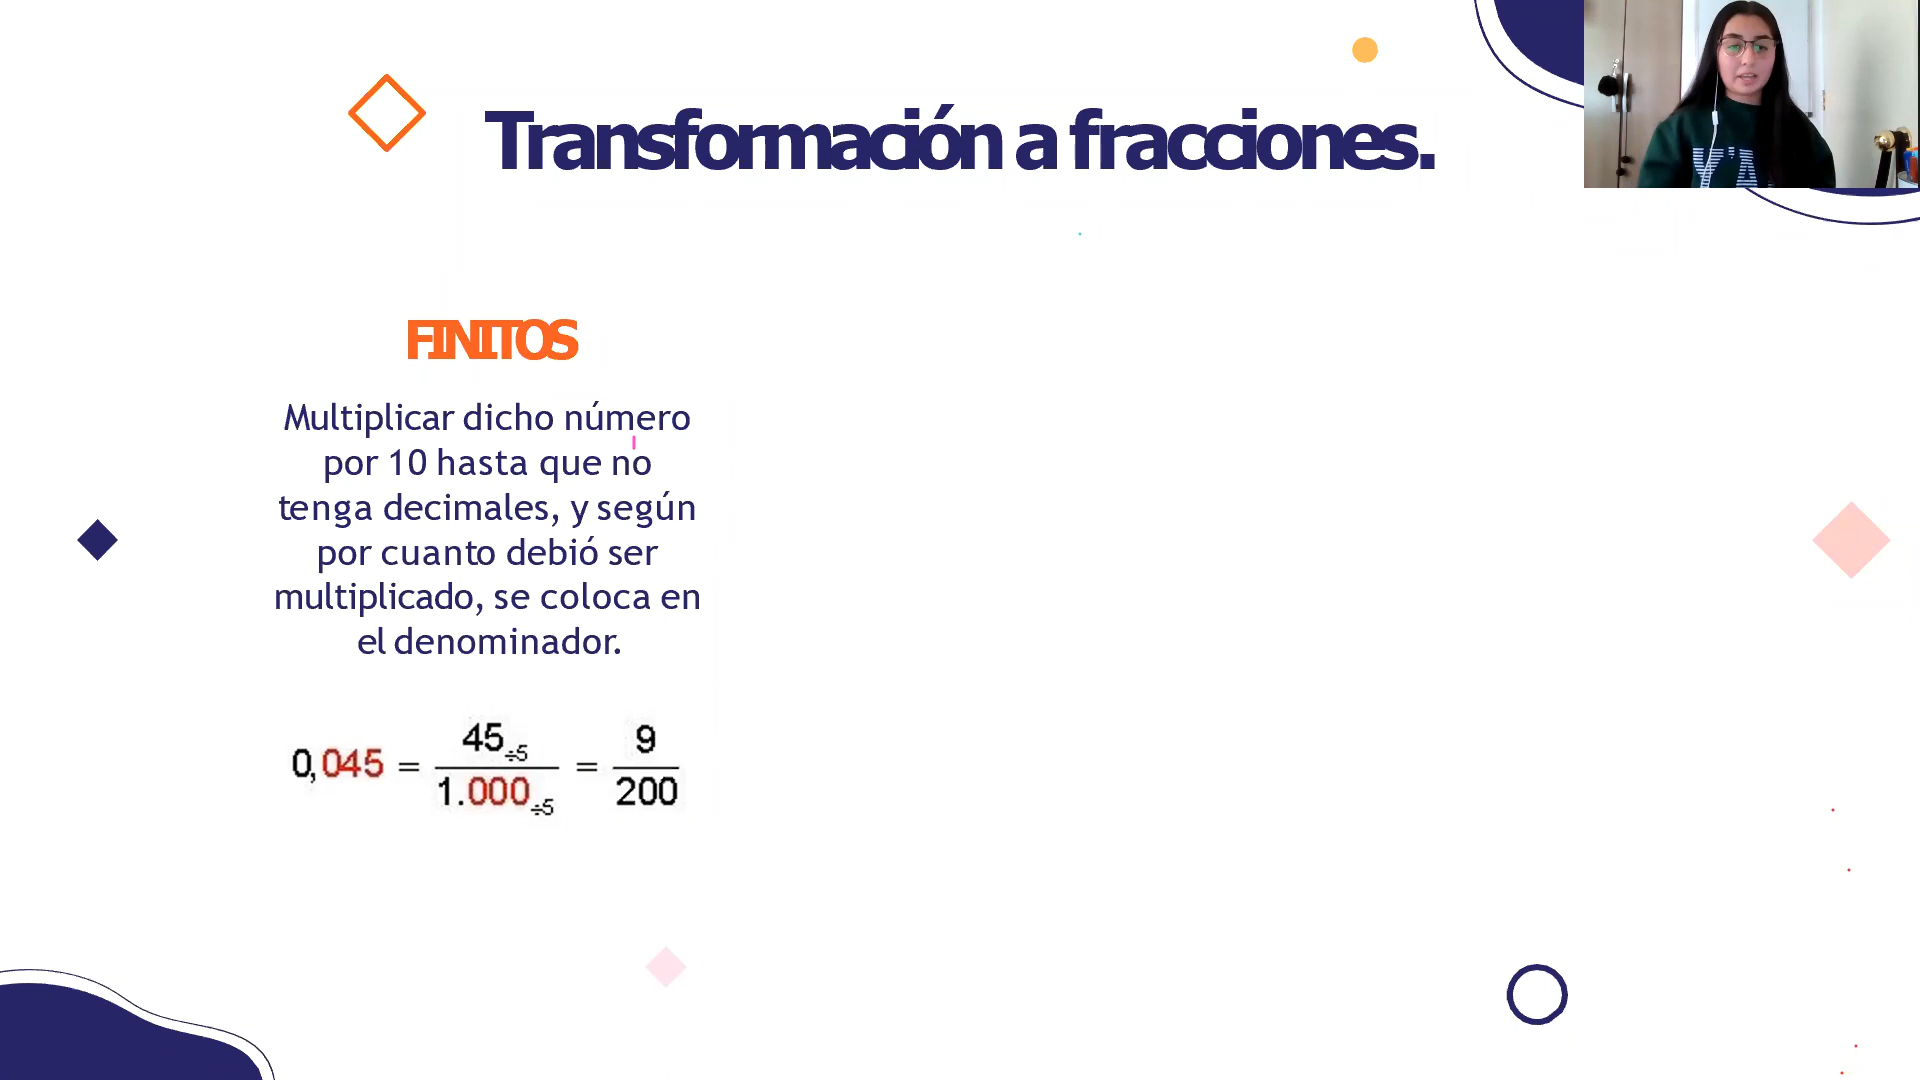 Transformación a fracciones.
FINITOS
Multiplicar dicho número
por 10 hasta que no
tenga decimales, y según
por cuanto debió ser
multiplicado, se coloca en
el denominador.
0,045 = 45÷5 / 1.000÷5 = 9 / 200